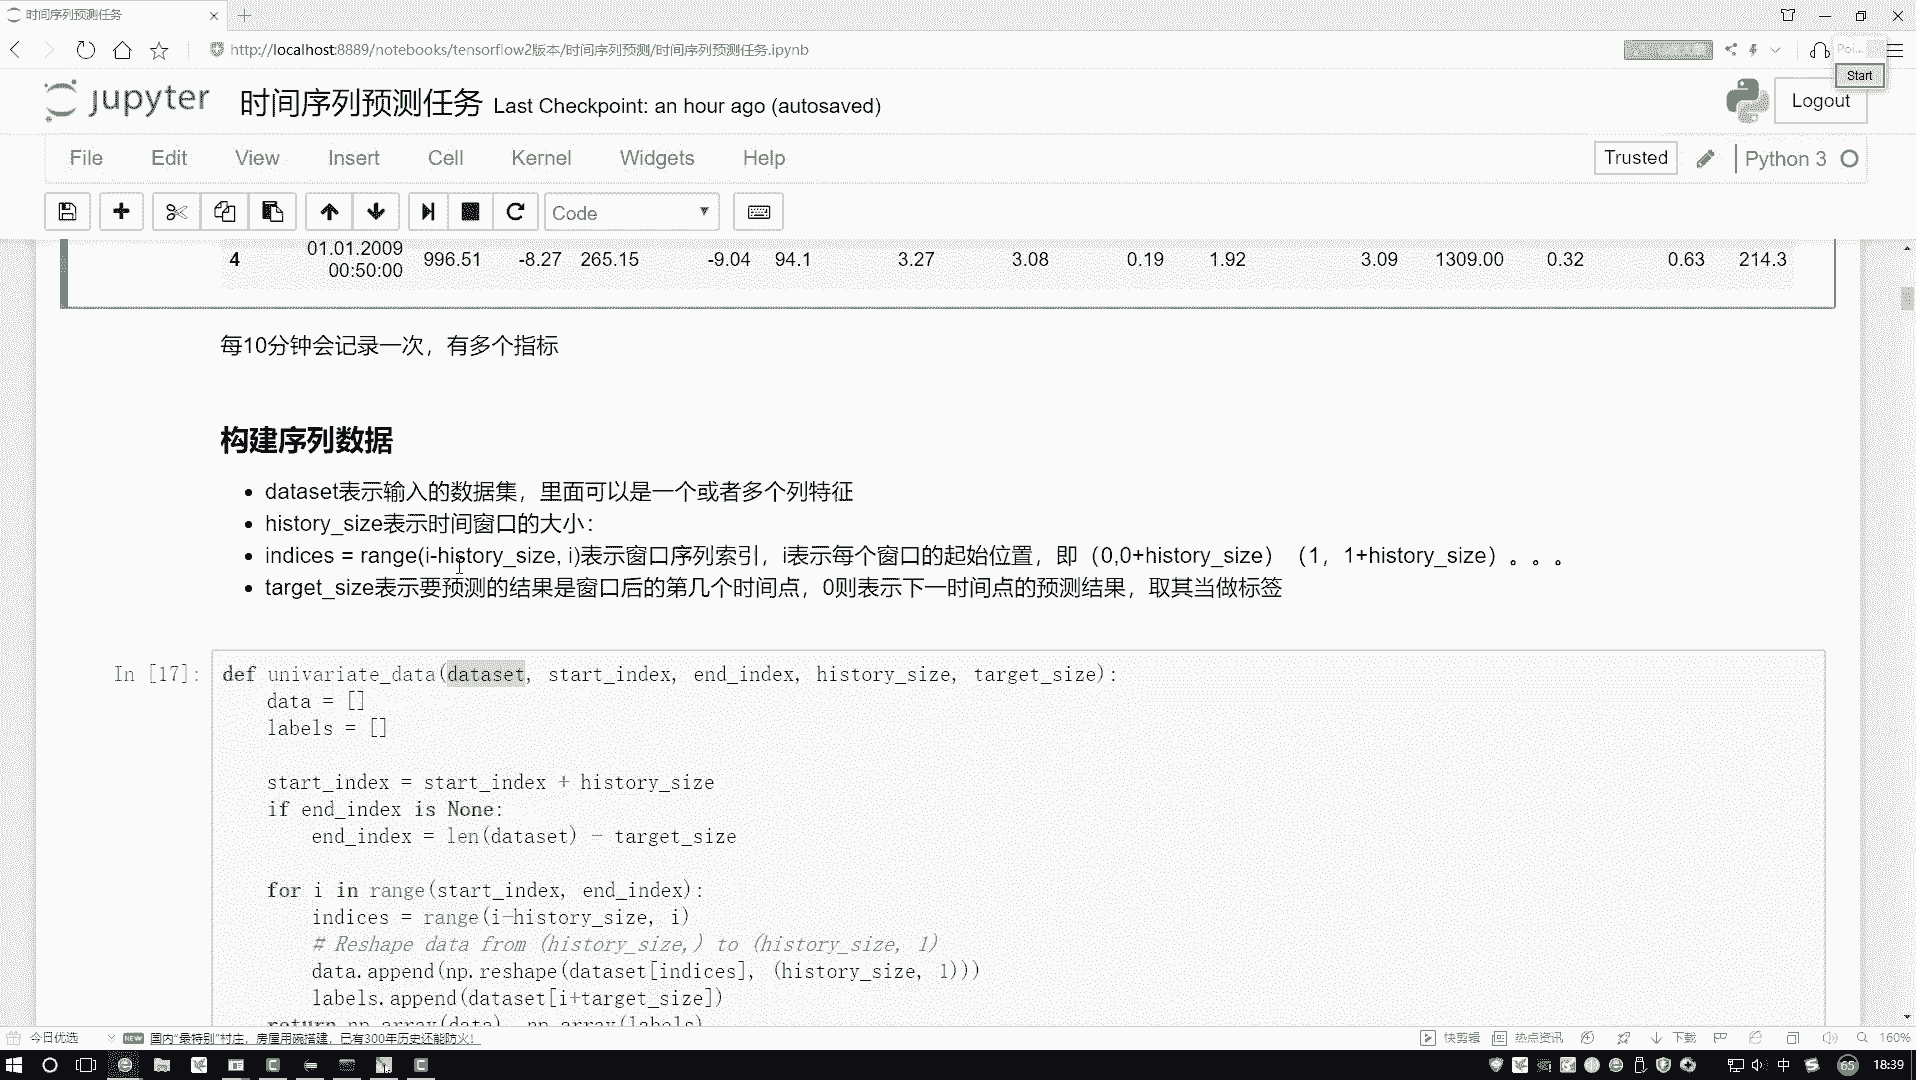 时间序列预测任务
http://localhost:8889/notebooks/tensorflow2版本/时间序列预测/时间序列预测任务.ipynb
Poi...
Start
jupyter 时间序列预测任务 Last Checkpoint: an hour ago (autosaved)
Logout
File Edit View Insert Cell Kernel Widgets Help
Trusted Python 3
Code
4 01.01.2009 00:50:00 996.51 -8.27 265.15 -9.04 94.1 3.27 3.08 0.19 1.92 3.09 1309.00 0.32 0.63 214.3
每10分钟会记录一次，有多个指标
构建序列数据
dataset表示输入的数据集，里面可以是一个或者多个列特征
history_size表示时间窗口的大小：
indices = range(i-history_size, i)表示窗口序列索引，i表示每个窗口的起始位置，即（0,0+history_size）（1，1+history_size）。。。
target_size表示要预测的结果是窗口后的第几个时间点，0则表示下一时间点的预测结果，取其当做标签
In [17]:
def univariate_data(dataset, start_index, end_index, history_size, target_size):
data = []
labels = []
start_index = start_index + history_size
if end_index is None:
end_index = len(dataset) - target_size
for i in range(start_index, end_index):
indices = range(i-history_size, i)
# Reshape data from (history_size,) to (history_size, 1)
data.append(np.reshape(dataset[indices], (history_size, 1)))
labels.append(dataset[i+target_size])
return np.array(data), np.array(labels)
今日优选
NEW 国内“最特别”村庄，房屋用碗搭建，已有300年历史还能防火！
快剪辑 热点资讯 下载 160%
中 65 18:39